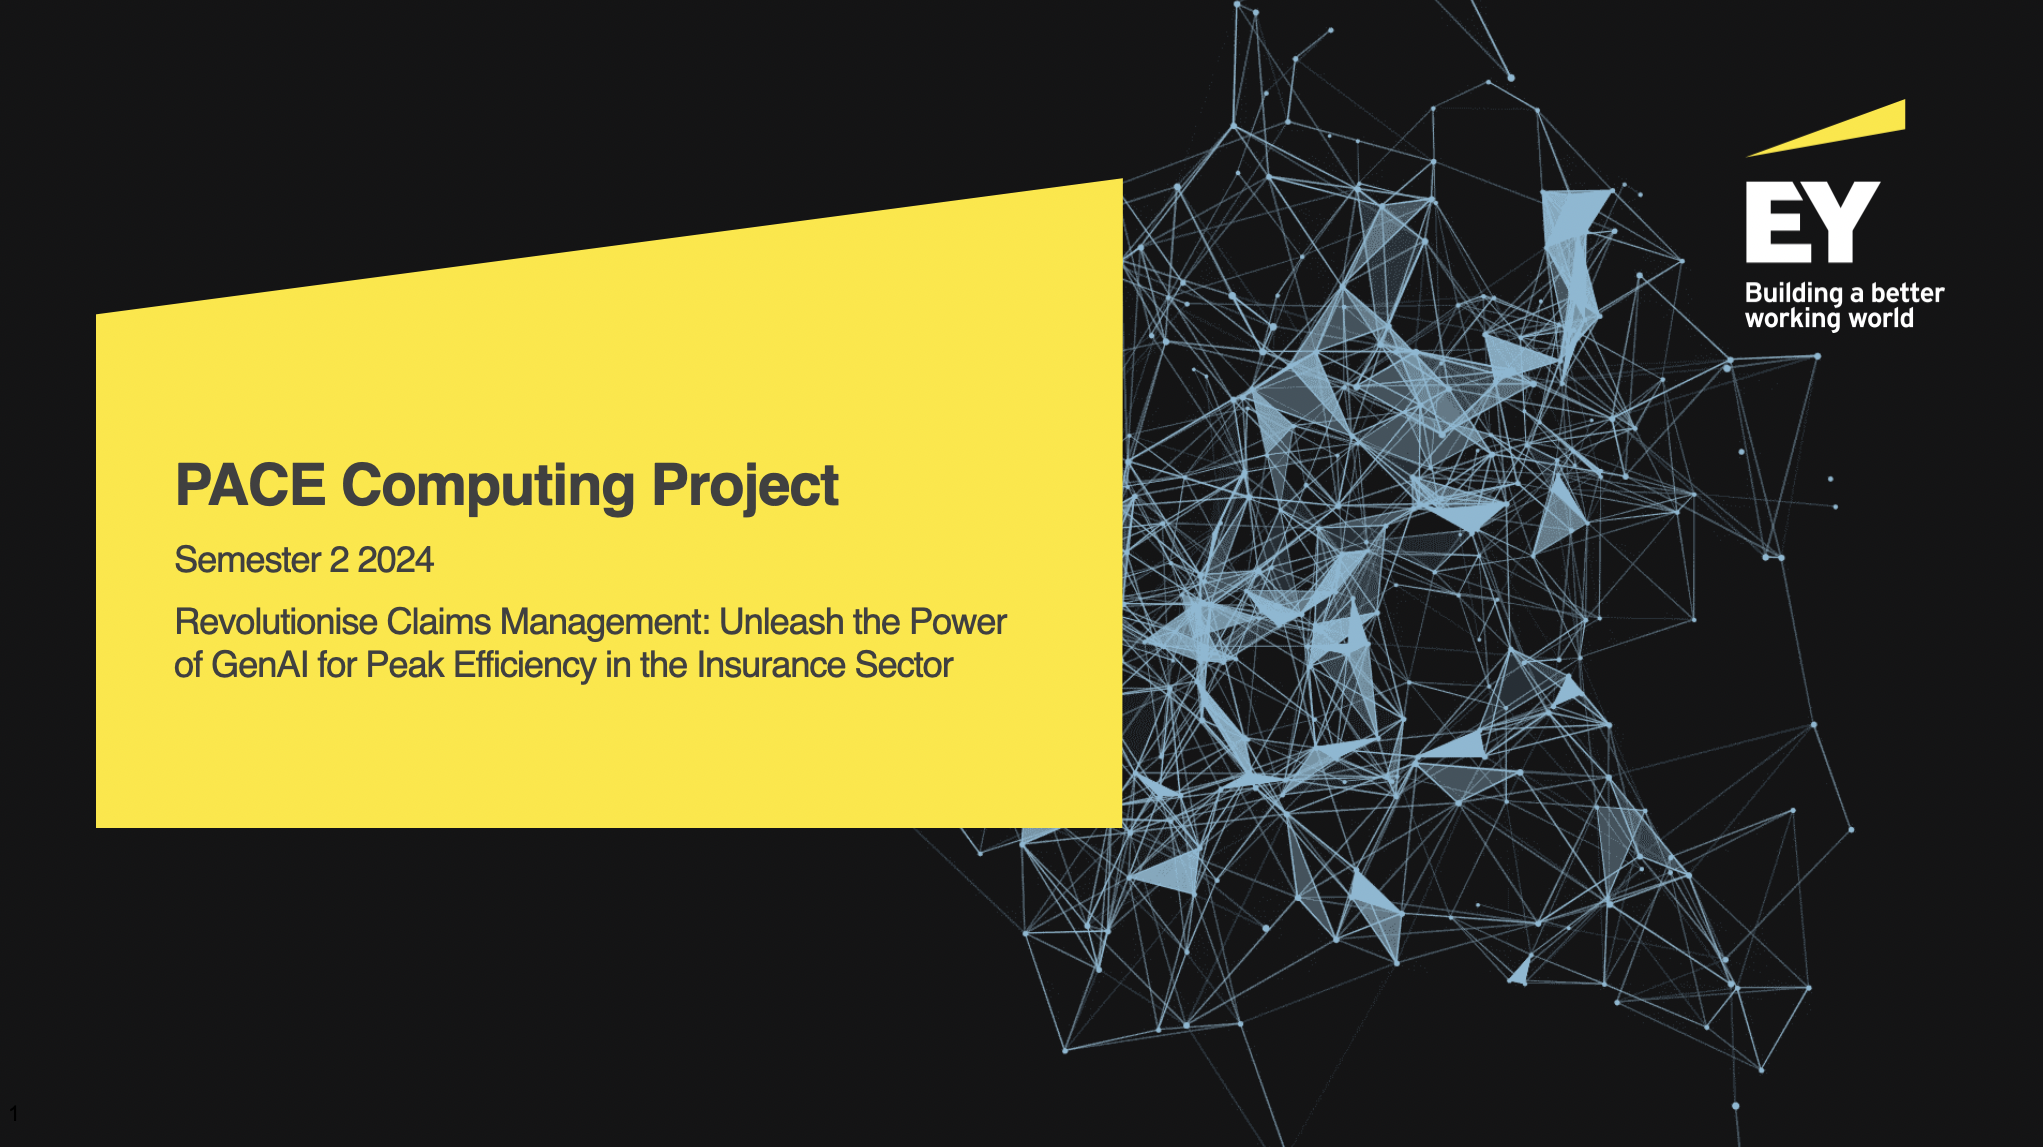 EY
Building a better
working world
PACE Computing Project
Semester 2 2024
Revolutionise Claims Management: Unleash the Power
of GenAI for Peak Efficiency in the Insurance Sector
1